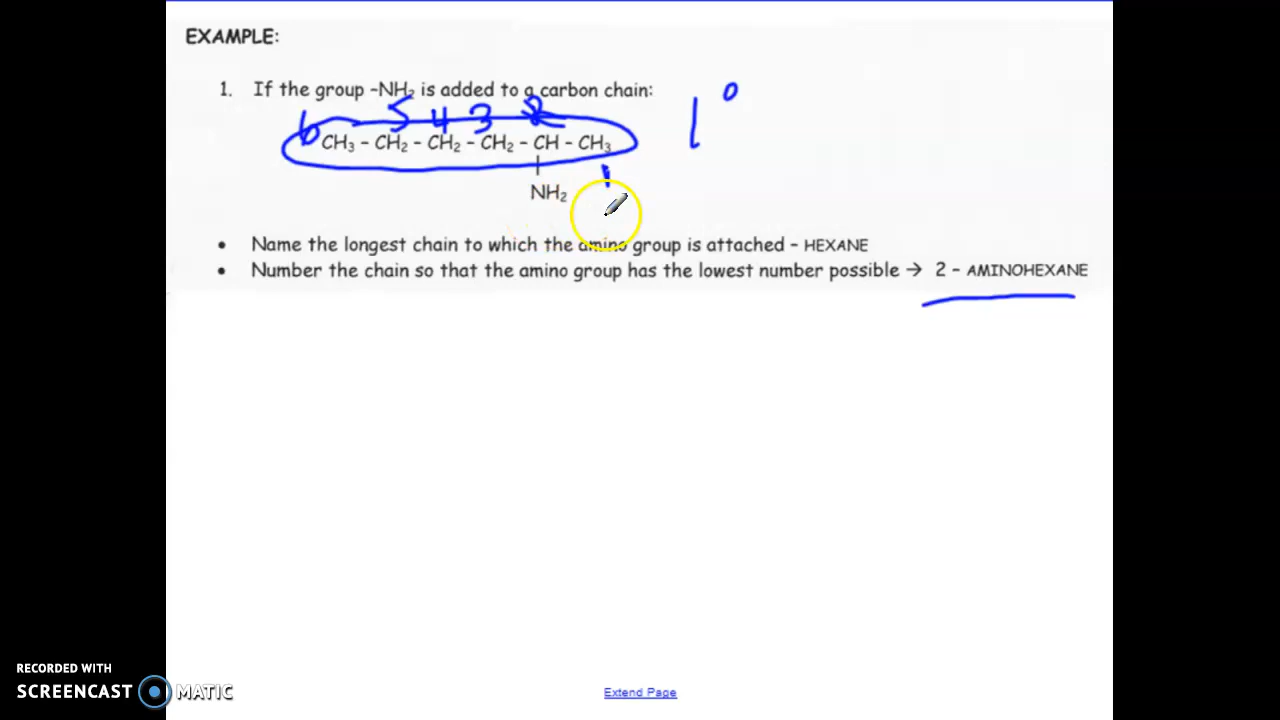 EXAMPLE:
1. If the group -NH₂ is added to a carbon chain:
1°
6 5 4 3 2
CH₃ - CH₂ - CH₂ - CH₂ - CH - CH₃
1
NH₂
• Name the longest chain to which the amino group is attached – HEXANE
• Number the chain so that the amino group has the lowest number possible → 2 – AMINOHEXANE
RECORDED WITH
SCREENCAST MATIC
Extend Page